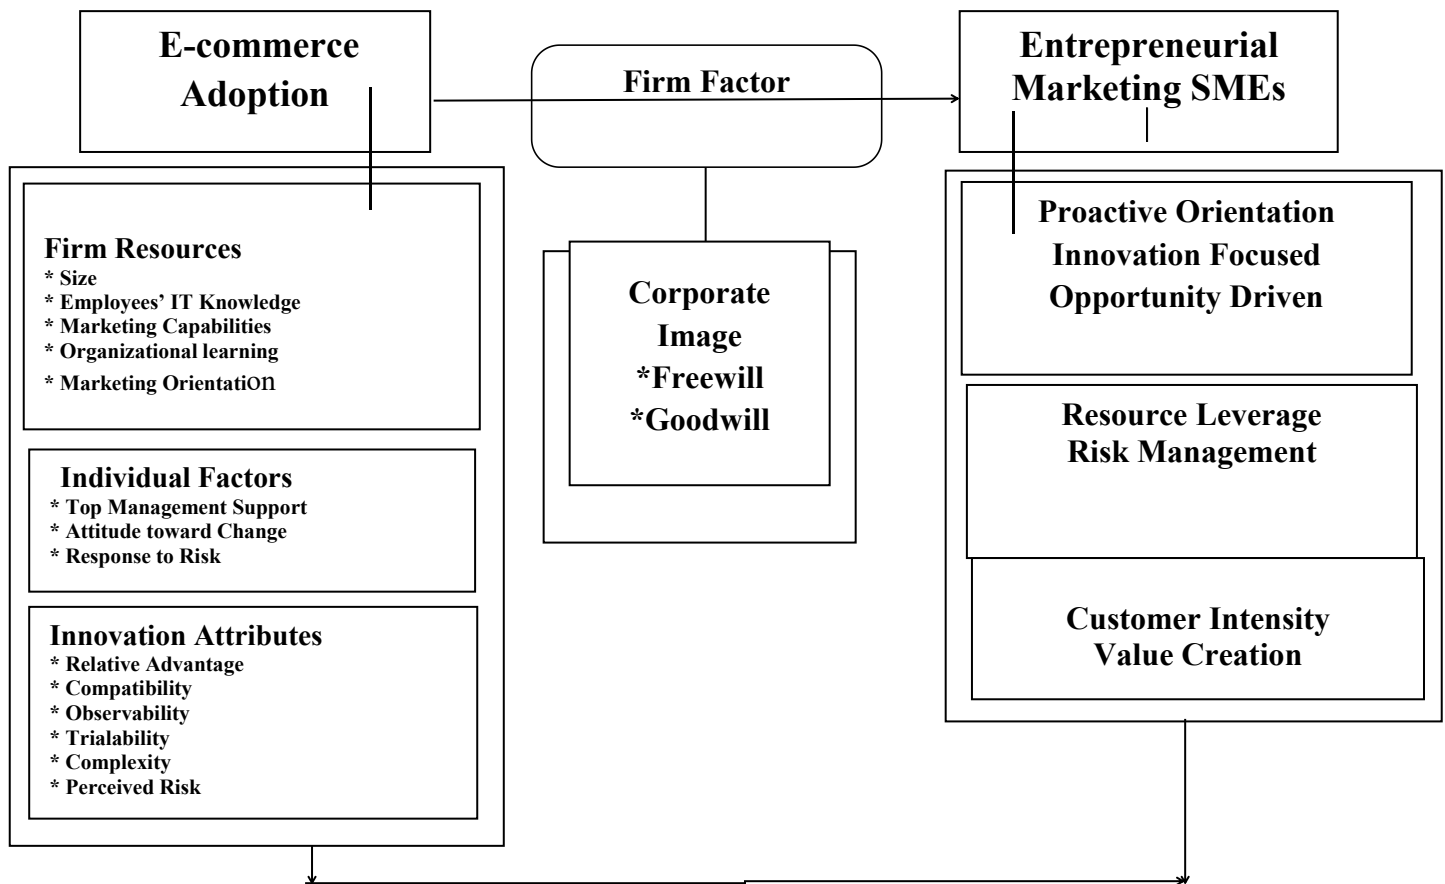 E-commerce
Adoption
Firm Factor
Entrepreneurial
Marketing SMEs
Firm Resources
* Size
* Employees’ IT Knowledge
* Marketing Capabilities
* Organizational learning
* Marketing Orientation
Individual Factors
* Top Management Support
* Attitude toward Change
* Response to Risk
Innovation Attributes
* Relative Advantage
* Compatibility
* Observability
* Trialability
* Complexity
* Perceived Risk
Corporate
Image
*Freewill
*Goodwill
Proactive Orientation
Innovation Focused
Opportunity Driven
Resource Leverage
Risk Management
Customer Intensity
Value Creation